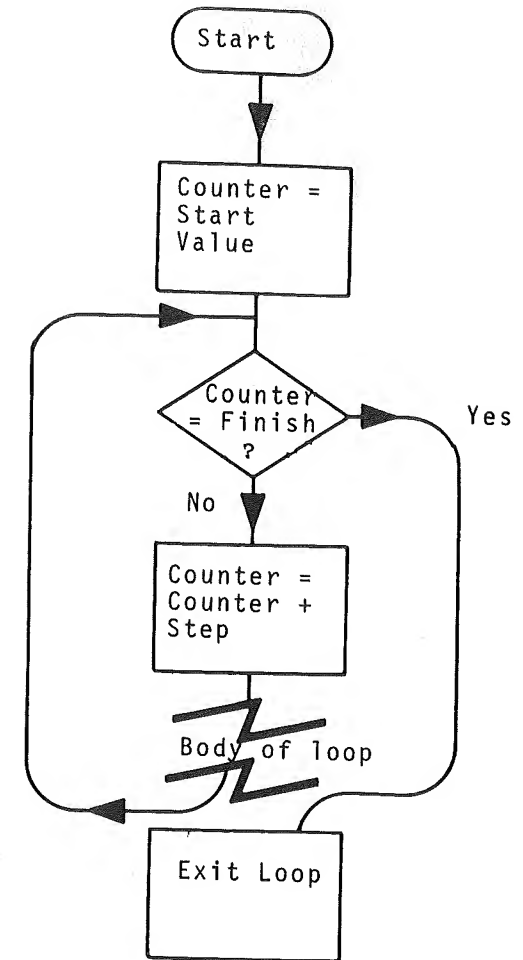 Start
Counter =
Start
Value
Counter
= Finish
?
Yes
No
Counter =
Counter +
Step
Body of loop
Exit Loop